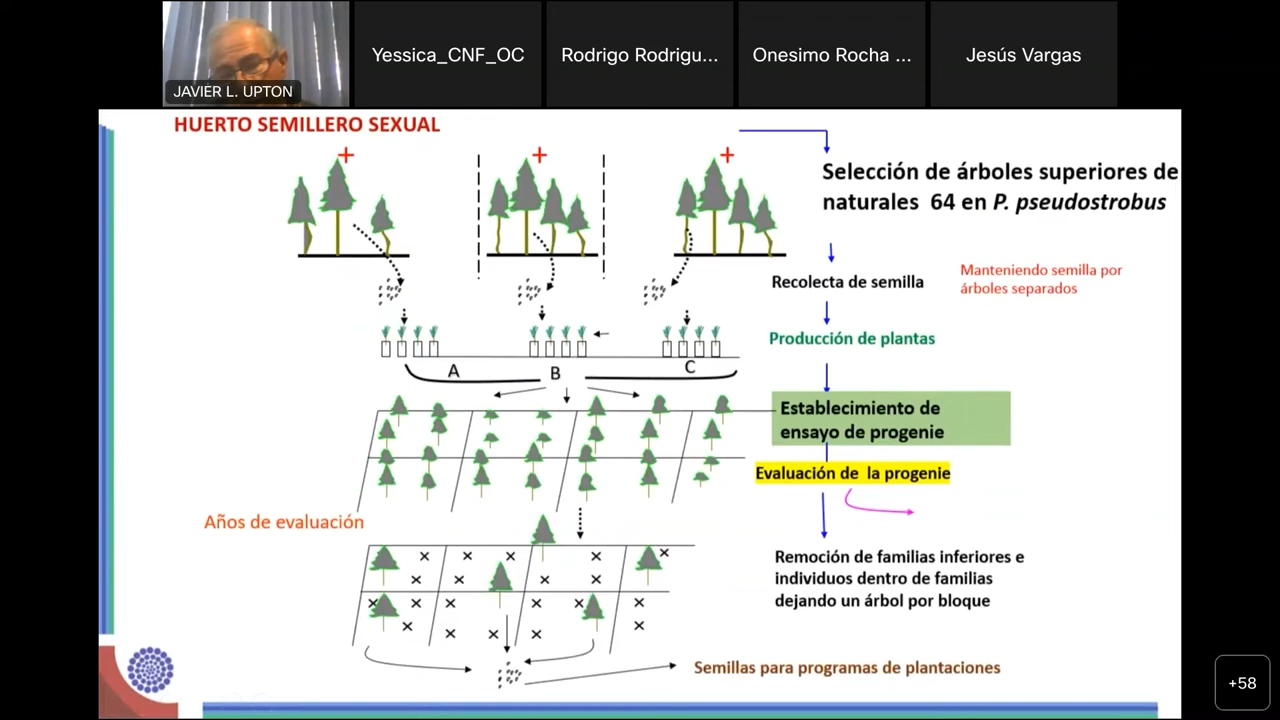 JAVIER L. UPTON
Yessica_CNF_OC
Rodrigo Rodrigu...
Onesimo Rocha ...
Jesús Vargas
HUERTO SEMILLERO SEXUAL
Selección de árboles superiores de
naturales 64 en P. pseudostrobus
Recolecta de semilla
Manteniendo semilla por
árboles separados
Producción de plantas
A
B
C
Establecimiento de
ensayo de progenie
Evaluación de la progenie
Años de evaluación
Remoción de familias inferiores e
individuos dentro de familias
dejando un árbol por bloque
Semillas para programas de plantaciones
+58